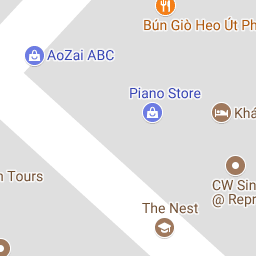 Bún Giò Heo Út Ph
AoZai ABC
Piano Store
Khá
n Tours
CW Sin
@ Repr
The Nest